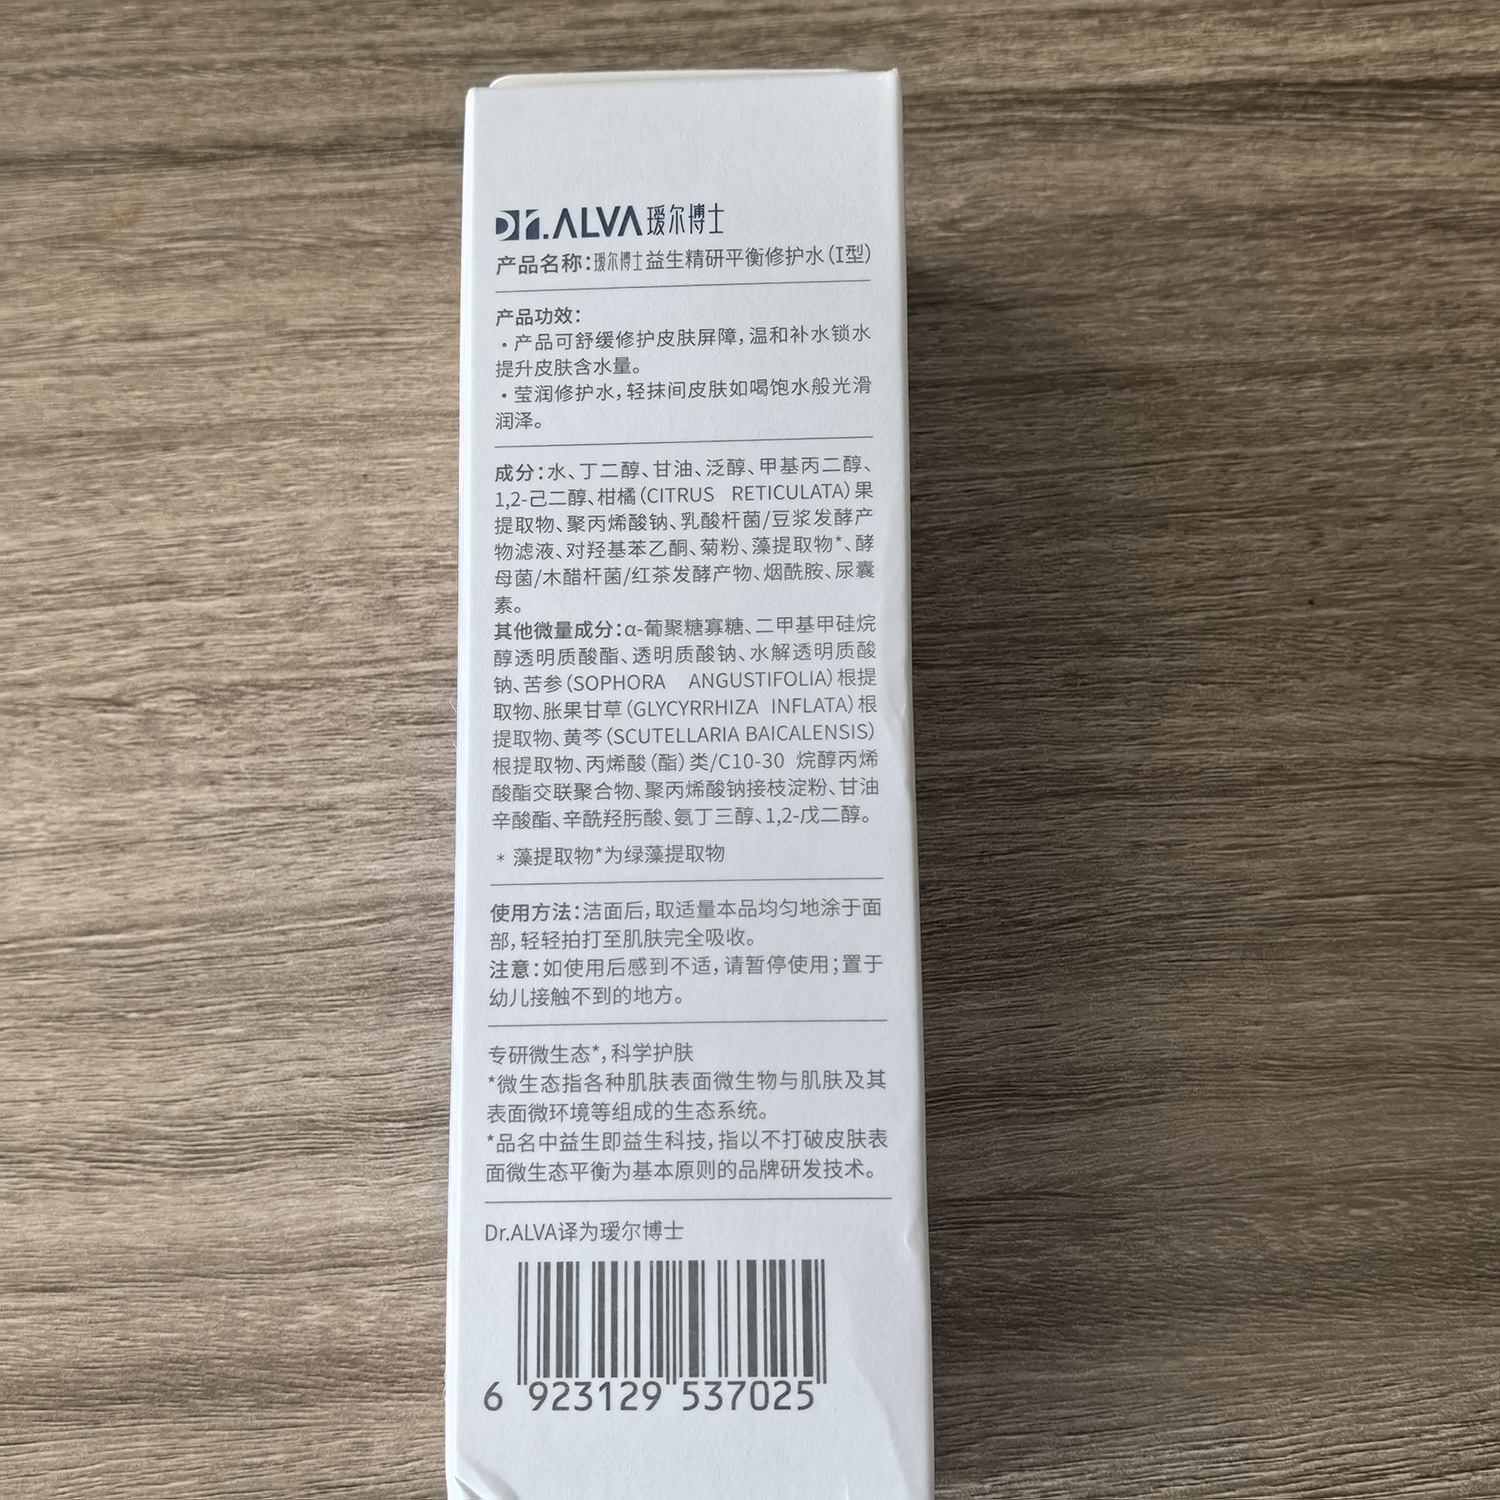 Dr.ALVA 瑷尔博士
产品名称:瑷尔博士益生精研平衡修护水(I型)
产品功效:
·产品可舒缓修护皮肤屏障,温和补水锁水
提升皮肤含水量。
·莹润修护水,轻抹间皮肤如喝饱水般光滑
润泽。
成分:水、丁二醇、甘油、泛醇、甲基丙二醇、
1,2-己二醇、柑橘(CITRUS RETICULATA)果
提取物、聚丙烯酸钠、乳酸杆菌/豆浆发酵产
物滤液、对羟基苯乙酮、菊粉、藻提取物*、酵
母菌/木醋杆菌/红茶发酵产物、烟酰胺、尿囊
素。
其他微量成分:α-葡聚糖寡糖、二甲基甲硅烷
醇透明质酸酯、透明质酸钠、水解透明质酸
钠、苦参(SOPHORA ANGUSTIFOLIA)根提
取物、胀果甘草(GLYCYRRHIZA INFLATA)根
提取物、黄芩(SCUTELLARIA BAICALENSIS)
根提取物、丙烯酸(酯)类/C10-30 烷醇丙烯
酸酯交联聚合物、聚丙烯酸钠接枝淀粉、甘油
辛酸酯、辛酰羟肟酸、氨丁三醇、1,2-戊二醇。
* 藻提取物*为绿藻提取物
使用方法:洁面后,取适量本品均匀地涂于面
部,轻轻拍打至肌肤完全吸收。
注意:如使用后感到不适,请暂停使用;置于
幼儿接触不到的地方。
专研微生态*,科学护肤
*微生态指各种肌肤表面微生物与肌肤及其
表面微环境等组成的生态系统。
*品名中益生即益生科技,指以不打破皮肤表
面微生态平衡为基本原则的品牌研发技术。
Dr.ALVA译为瑷尔博士
6 923129 537025